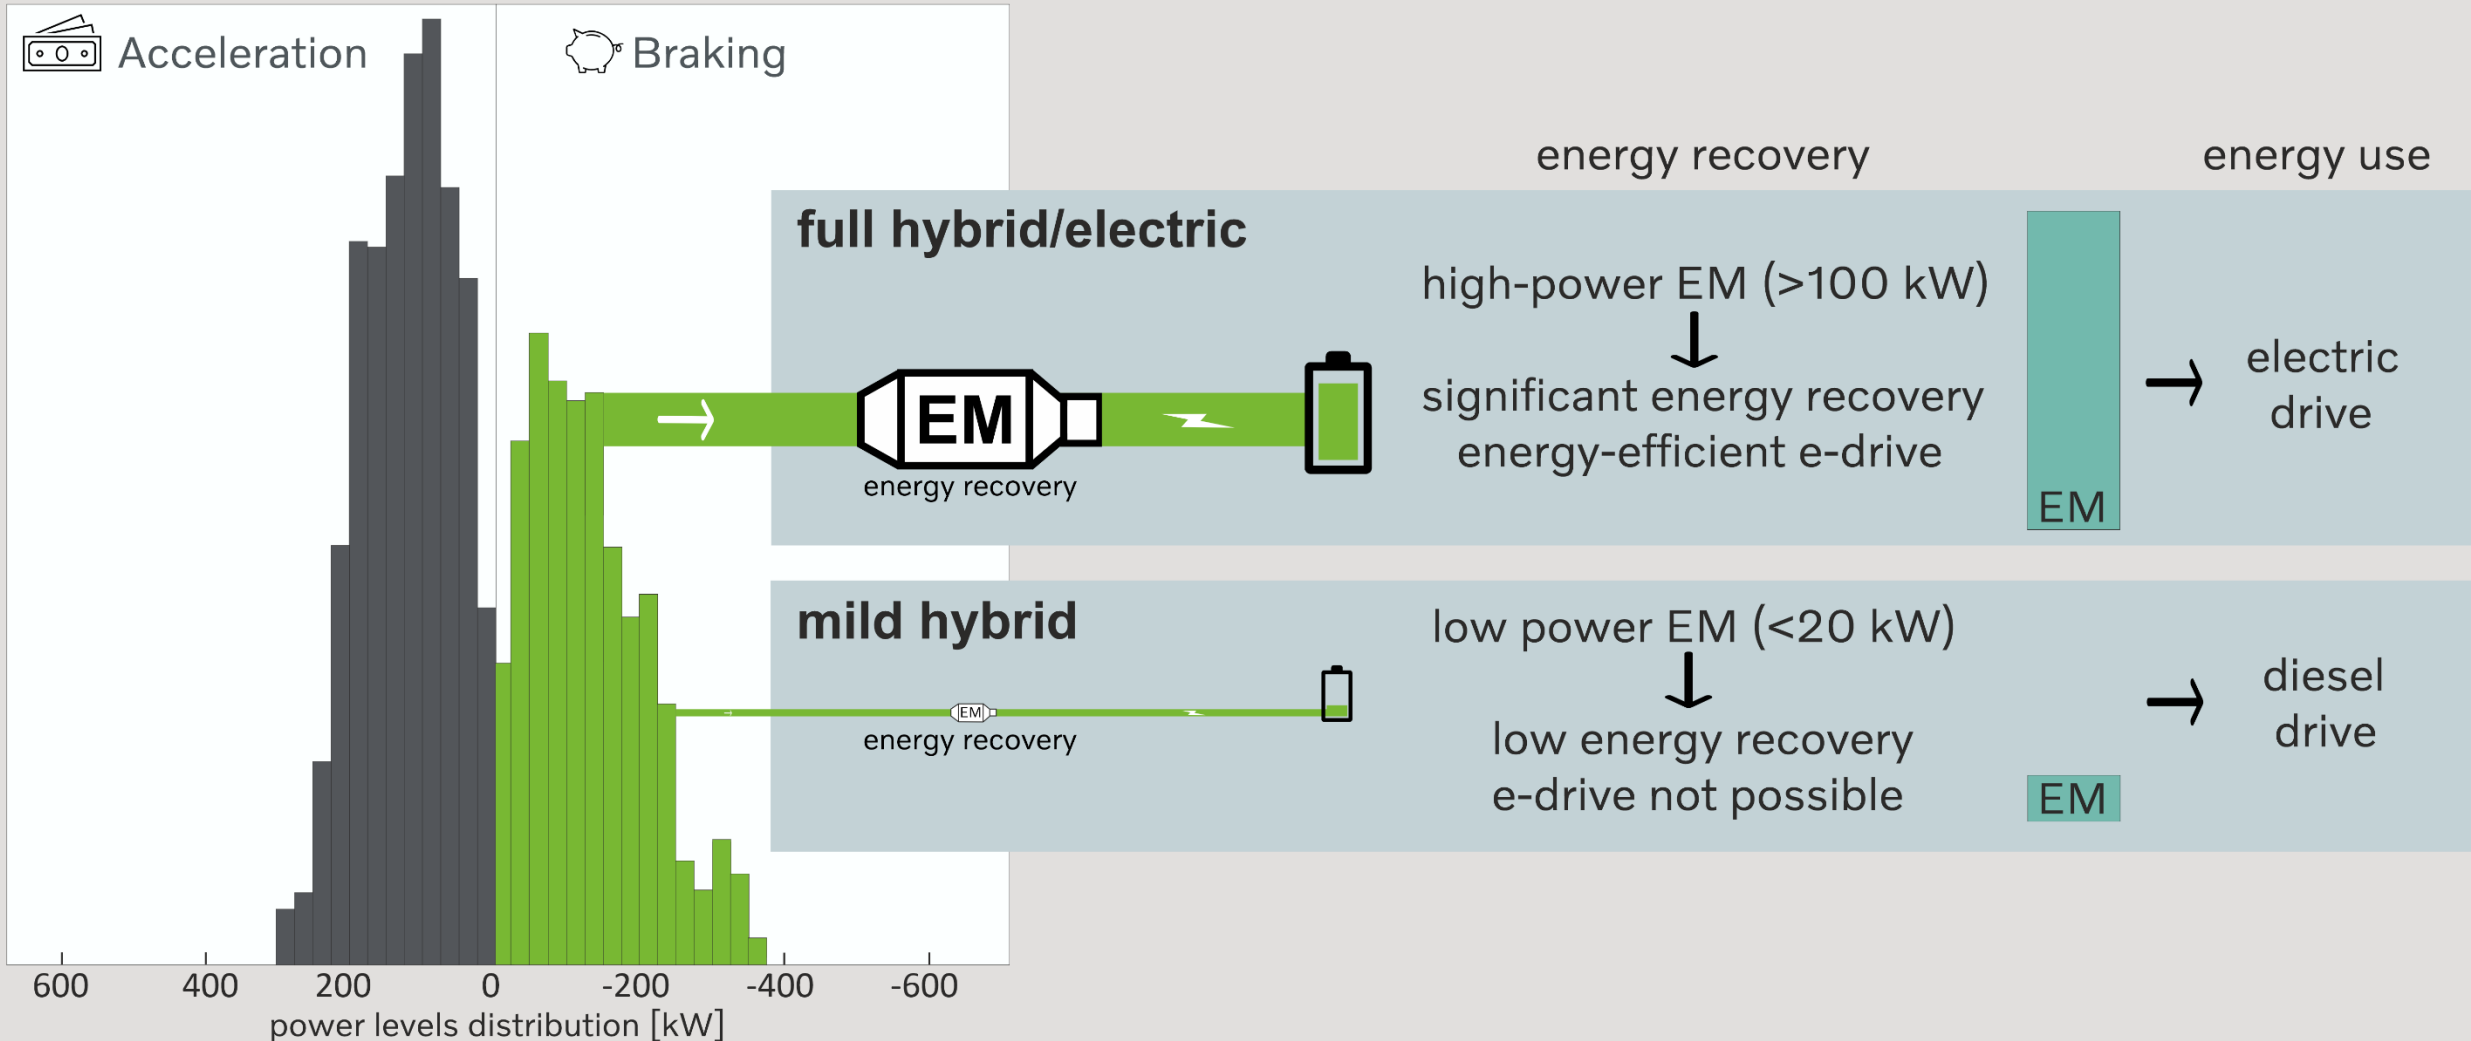 Acceleration
Braking
energy recovery
energy use
full hybrid/electric
high-power EM (>100 kW)
significant energy recovery
energy-efficient e-drive
EM
energy recovery
EM
electric
drive
mild hybrid
low power EM (<20 kW)
low energy recovery
e-drive not possible
EM
energy recovery
EM
diesel
drive
600
400
200
0
-200
-400
-600
power levels distribution [kW]